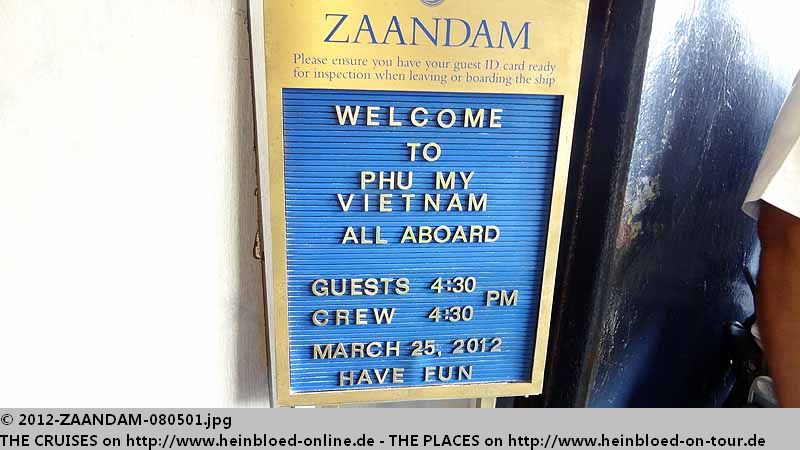 ZAANDAM
Please ensure you have your guest ID card ready
for inspection when leaving or boarding the ship
WELCOME
TO
PHU MY
VIETNAM
ALL ABOARD
GUESTS 4:30 PM
CREW 4:30
MARCH 25, 2012
HAVE FUN
© 2012-ZAANDAM-080501.jpg
THE CRUISES on http://www.heinbloed-online.de - THE PLACES on http://www.heinbloed-on-tour.de